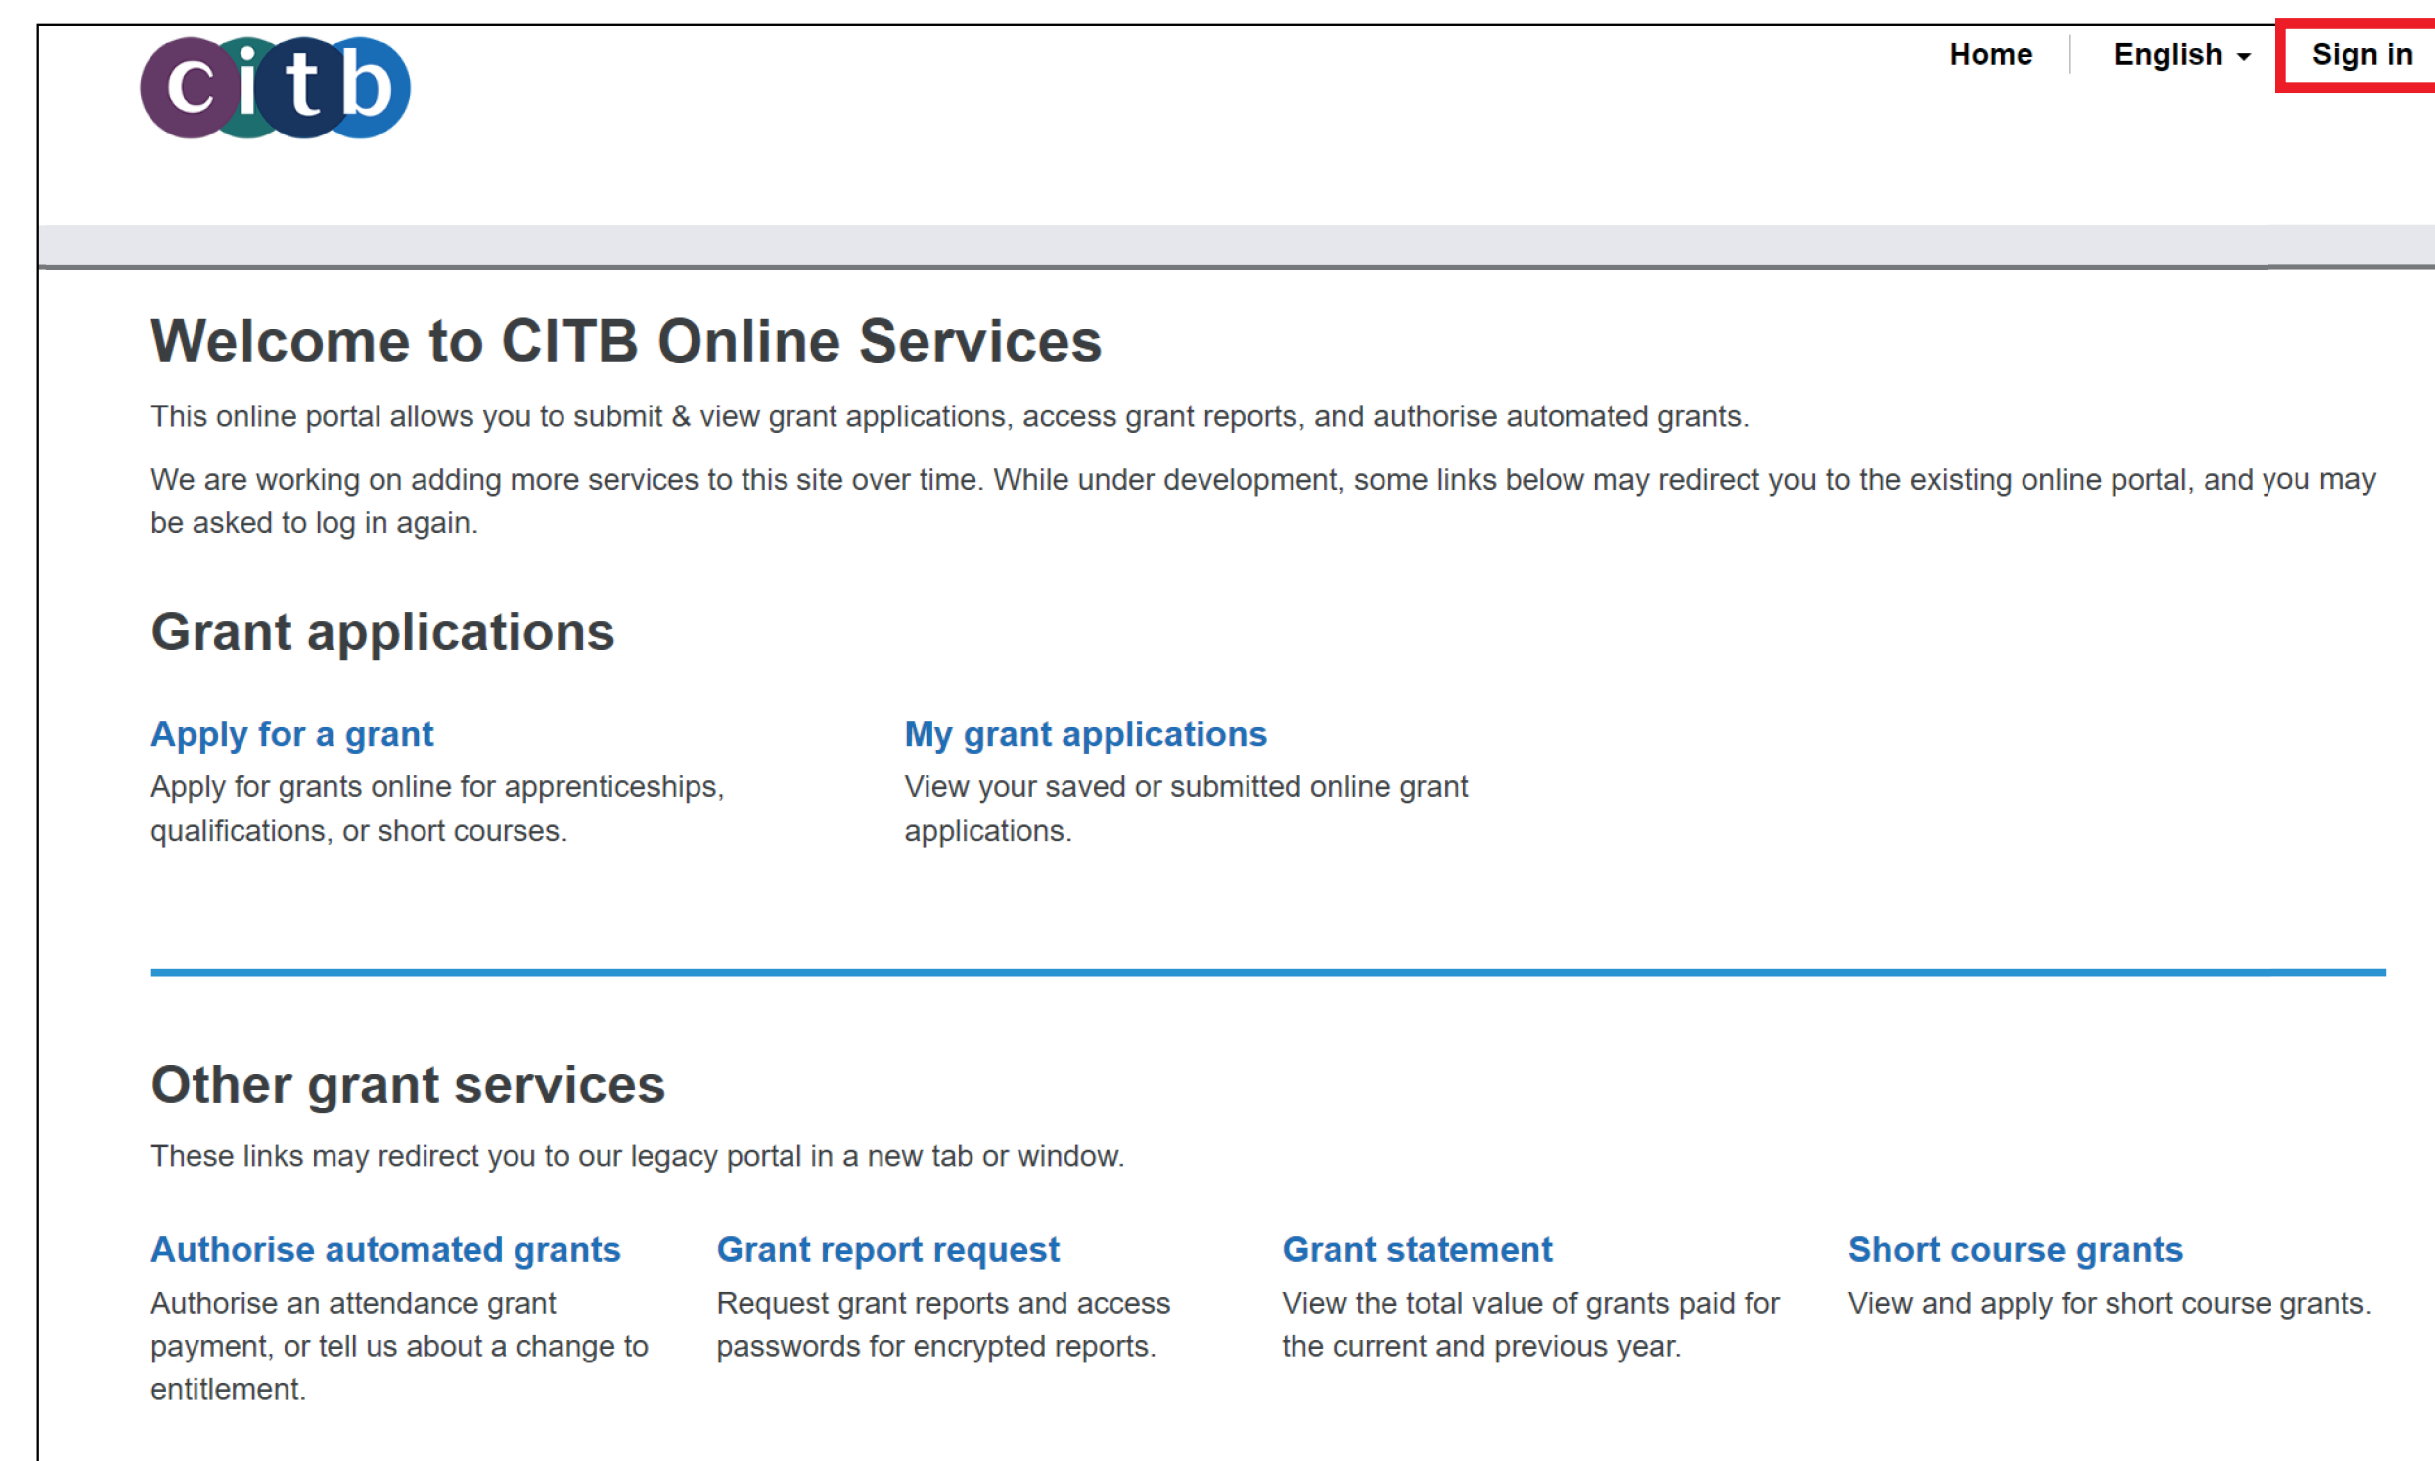 citb
Home English Sign in
Welcome to CITB Online Services
This online portal allows you to submit & view grant applications, access grant reports, and authorise automated grants.
We are working on adding more services to this site over time. While under development, some links below may redirect you to the existing online portal, and you may
be asked to log in again.
Grant applications
Apply for a grant
Apply for grants online for apprenticeships,
qualifications, or short courses.
My grant applications
View your saved or submitted online grant
applications.
Other grant services
These links may redirect you to our legacy portal in a new tab or window.
Authorise automated grants
Authorise an attendance grant
payment, or tell us about a change to
entitlement.
Grant report request
Request grant reports and access
passwords for encrypted reports.
Grant statement
View the total value of grants paid for
the current and previous year.
Short course grants
View and apply for short course grants.